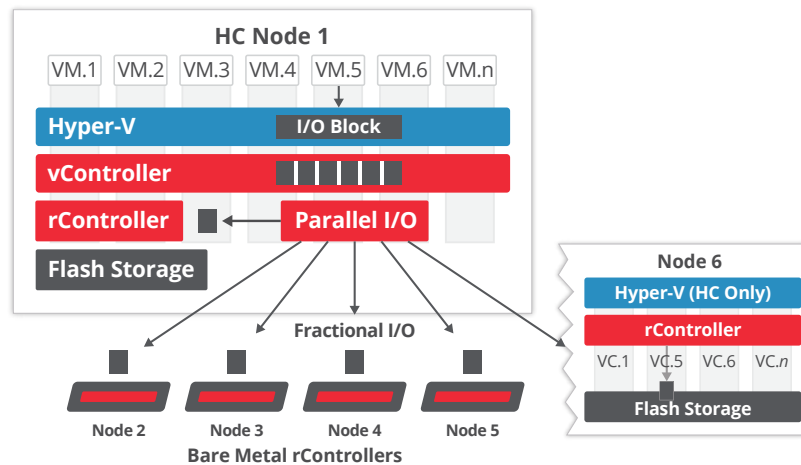 HC Node 1
VM.1 VM.2 VM.3 VM.4 VM.5 VM.6 VM.n
Hyper-V
I/O Block
vController
rController
Parallel I/O
Flash Storage
Fractional I/O
Node 2 Node 3 Node 4 Node 5
Bare Metal rControllers
Node 6
Hyper-V (HC Only)
rController
VC.1 VC.5 VC.6 VC.n
Flash Storage